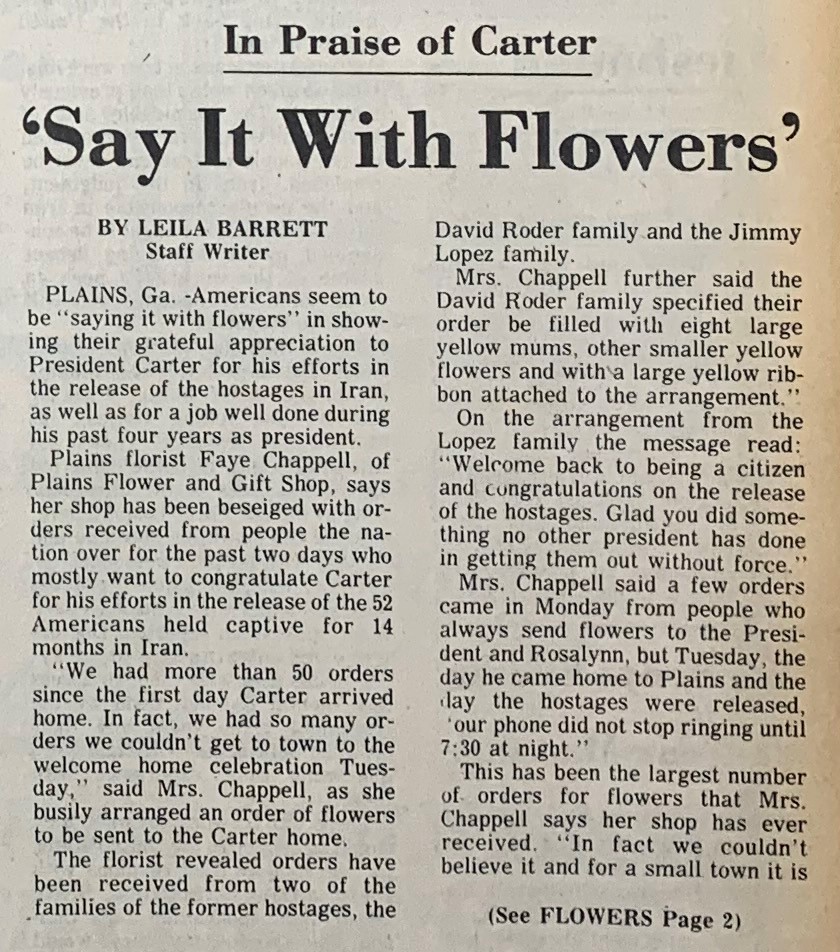 In Praise of Carter
‘Say It With Flowers’
BY LEILA BARRETT
Staff Writer
PLAINS, Ga. -Americans seem to
be "saying it with flowers" in show-
ing their grateful appreciation to
President Carter for his efforts in
the release of the hostages in Iran,
as well as for a job well done during
his past four years as president.
Plains florist Faye Chappell, of
Plains Flower and Gift Shop, says
her shop has been beseiged with or-
ders received from people the na-
tion over for the past two days who
mostly want to congratulate Carter
for his efforts in the release of the 52
Americans held captive for 14
months in Iran.
"We had more than 50 orders
since the first day Carter arrived
home. In fact, we had so many or-
ders we couldn't get to town to the
welcome home celebration Tues-
day," said Mrs. Chappell, as she
busily arranged an order of flowers
to be sent to the Carter home.
The florist revealed orders have
been received from two of the
families of the former hostages, the
David Roder family and the Jimmy
Lopez family.
Mrs. Chappell further said the
David Roder family specified their
order be filled with eight large
yellow mums, other smaller yellow
flowers and with a large yellow rib-
bon attached to the arrangement."
On the arrangement from the
Lopez family the message read:
"Welcome back to being a citizen
and congratulations on the release
of the hostages. Glad you did some-
thing no other president has done
in getting them out without force."
Mrs. Chappell said a few orders
came in Monday from people who
always send flowers to the Presi-
dent and Rosalynn, but Tuesday, the
day he came home to Plains and the
day the hostages were released,
'our phone did not stop ringing until
7:30 at night."
This has been the largest number
of orders for flowers that Mrs.
Chappell says her shop has ever
received. "In fact we couldn't
believe it and for a small town it is
(See FLOWERS Page 2)